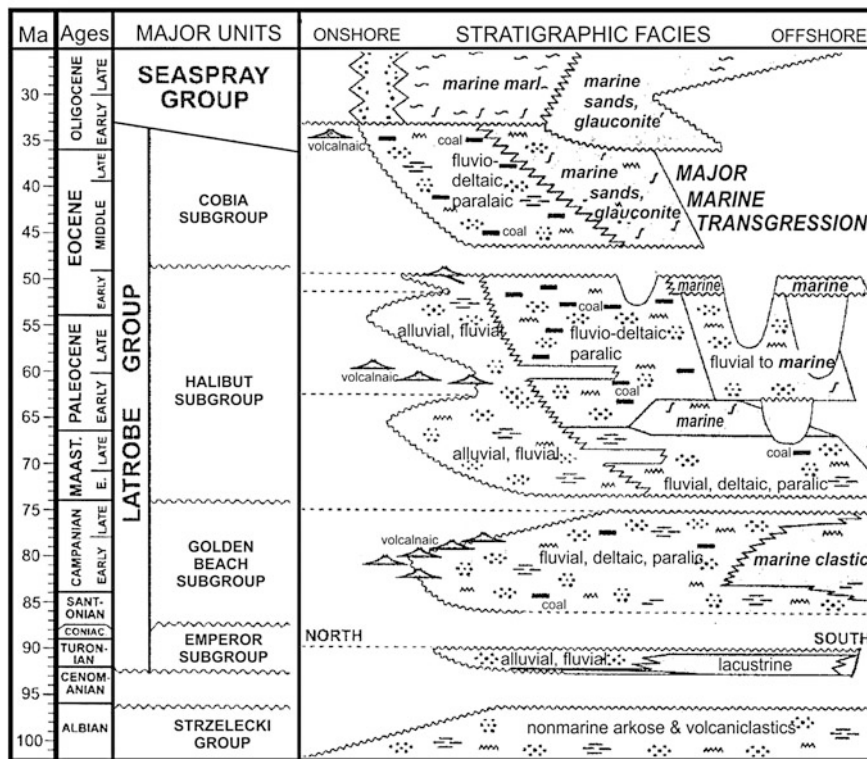 Ma Ages MAJOR UNITS ONSHORE STRATIGRAPHIC FACIES OFFSHORE
30
35
40
45
50
55
60
65
70
75
80
85
90
95
100
OLIGOCENE
LATE
EARLY
EOCENE
LATE
MIDDLE
EARLY
PALEOCENE
LATE
EARLY
MAAST.
LATE
E.
CAMPANIAN
LATE
EARLY
SANT-
ONIAN
CONIAC
TURON-
IAN
CENOM-
ANIAN
ALBIAN
SEASPRAY
GROUP
LATROBE GROUP
COBIA
SUBGROUP
HALIBUT
SUBGROUP
GOLDEN
BEACH
SUBGROUP
EMPEROR
SUBGROUP
STRZELECKI
GROUP
marine marl
marine
sands,
glauconite
volcalnaic
coal
fluvio-
deltaic
paralaic
coal
marine
sands,
glauconite
MAJOR
MARINE
TRANSGRESSION
alluvial, fluvial
coal
fluvio-deltaic
paralic
marine
marine
fluvial to marine
volcalnaic
coal
marine
alluvial, fluvial
coal
fluvial, deltaic, paralic
volcalnaic
fluvial, deltaic, paralic
marine clastic
coal
NORTH SOUTH
alluvial, fluvial
lacustrine
nonmarine arkose & volcaniclastics